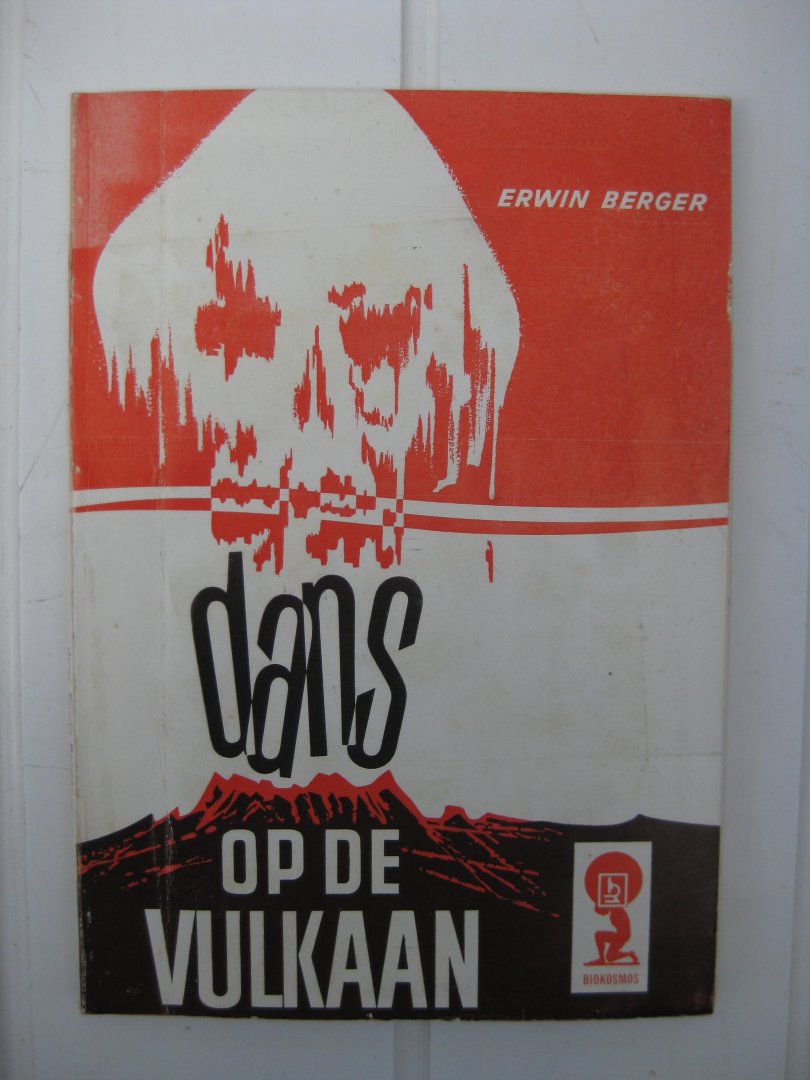 ERWIN BERGER
dans
OP DE
VULKAAN
BIOKOSMOS